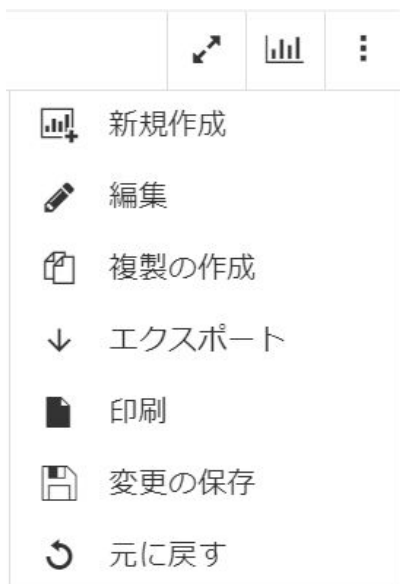 新規作成
編集
複製の作成
エクスポート
印刷
変更の保存
元に戻す